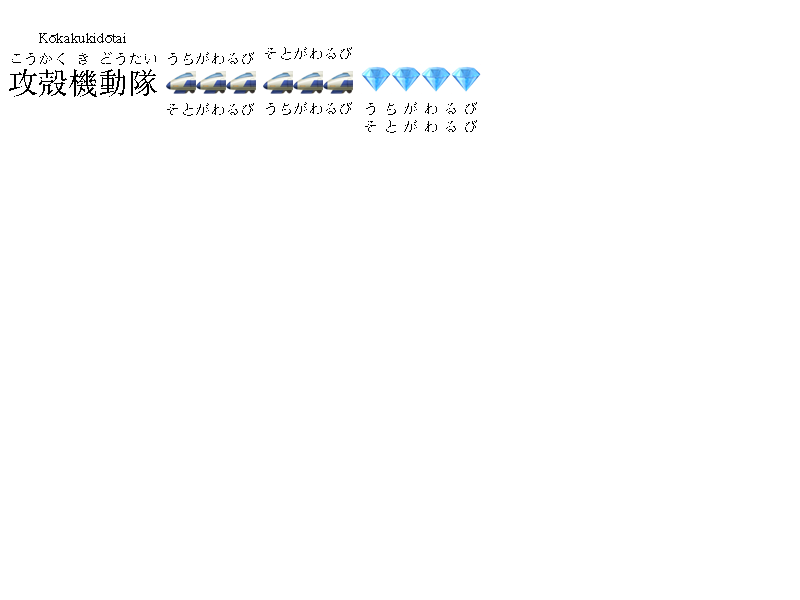 Kōkakukidōtai
こうかく き どうたい うちがわるび そとがわるび
攻殻機動隊 🚅🚅🚅 🚅🚅🚅 💎💎💎💎
そとがわるび うちがわるび うちがわるび
そとがわるび